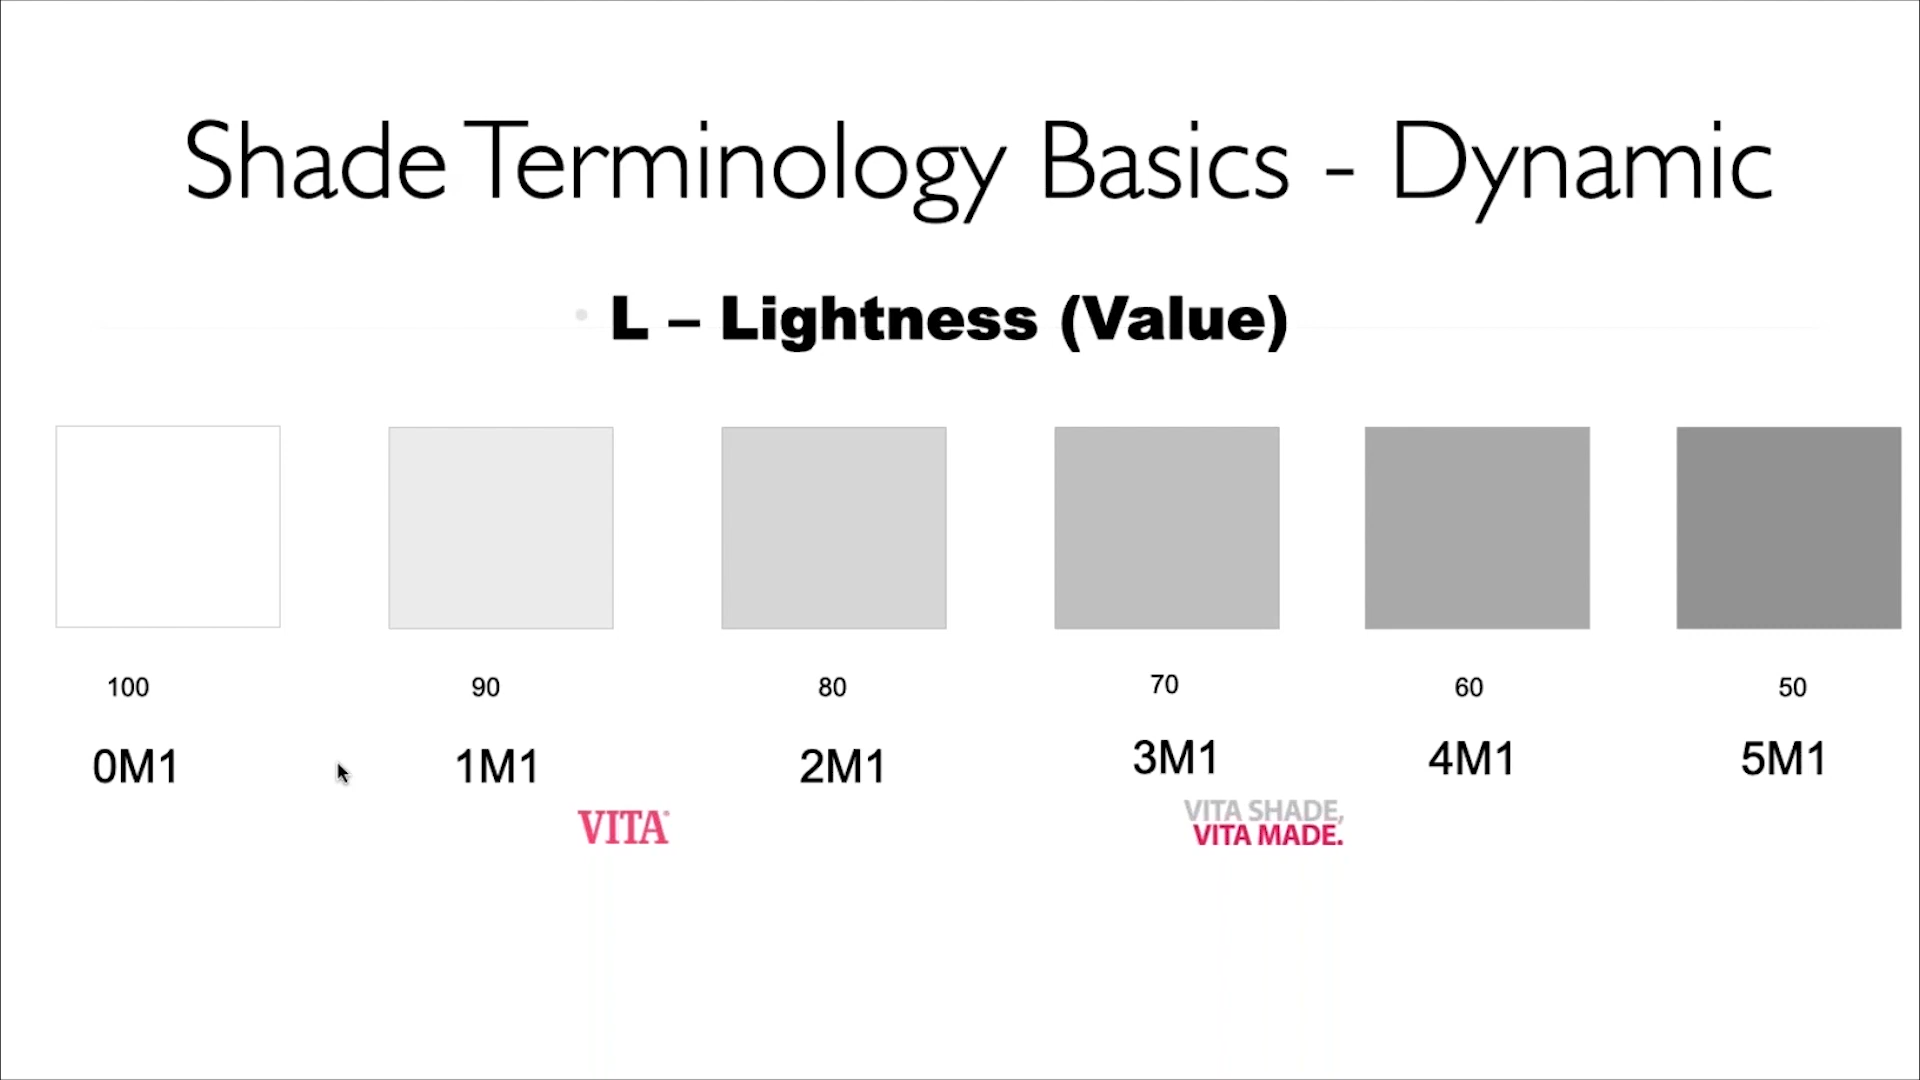 Shade Terminology Basics - Dynamic
• L – Lightness (Value)
100 90 80 70 60 50
0M1 1M1 2M1 3M1 4M1 5M1
VITA®
VITA SHADE,
VITA MADE.